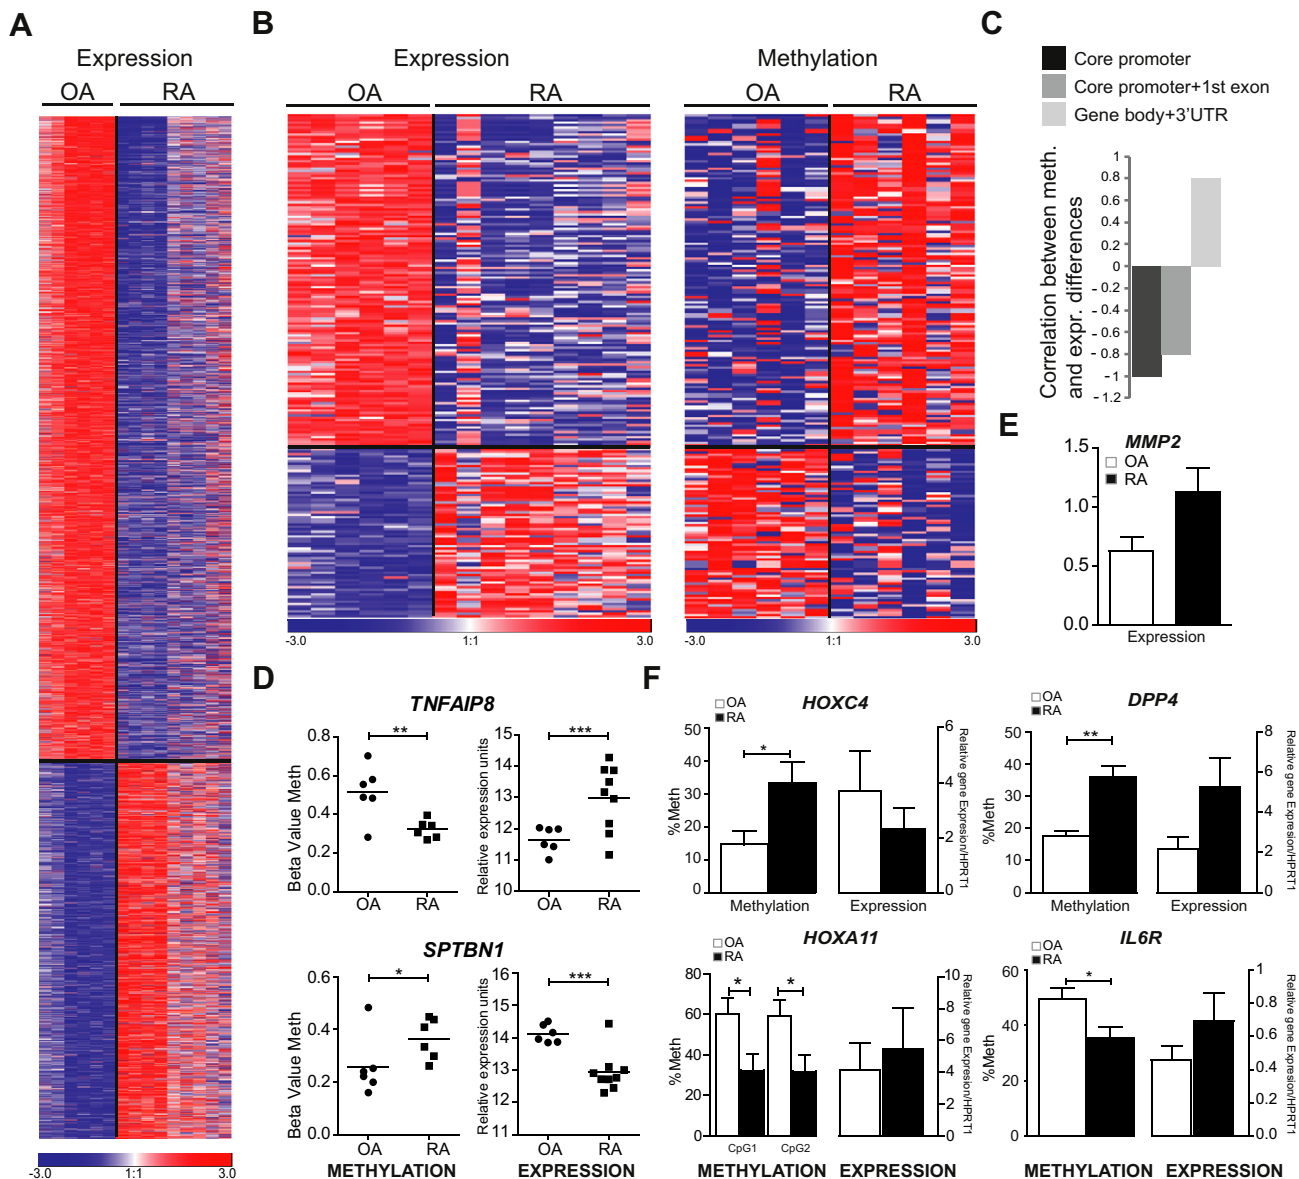 A
Expression
OA RA
-3.0 1:1 3.0
B
Expression
OA RA
-3.0 1:1 3.0
Methylation
OA RA
-3.0 1:1 3.0
C
Core promoter
Core promoter+1st exon
Gene body+3'UTR
Correlation between meth.
and expr. differences
1
0.8
0.6
0.4
0.2
0
-0.2
-0.4
-0.6
-0.8
-1
-1.2
D
TNFAIP8
Beta Value Meth
0.8
0.6
0.4
0.2
0.0
**
OA RA
Relative expression units
15
14
13
12
11
10
***
OA RA
SPTBN1
Beta Value Meth
0.6
0.4
0.2
0.0
*
OA RA
METHYLATION
Relative expression units
16
15
14
13
12
11
***
OA RA
EXPRESSION
E
MMP2
OA
RA
1.5
1.0
0.5
0.0
Expression
F
HOXC4
OA
RA
%Meth
50
40
30
20
10
0
*
Methylation Expression
6
4
2
0
Relative gene Expresion/HPRT1
DPP4
OA
RA
%Meth
50
40
30
20
10
0
**
Methylation Expression
8
6
4
2
0
Relative gene Expresion/HPRT1
HOXA11
OA
RA
%Meth
80
60
40
20
0
* *
CpG1 CpG2
METHYLATION EXPRESSION
10
8
6
4
2
0
Relative gene Expresion/HPRT1
IL6R
OA
RA
%Meth
60
40
20
0
*
METHYLATION EXPRESSION
1
0.8
0.6
0.4
0.2
0.0
Relative gene Expresion/HPRT1